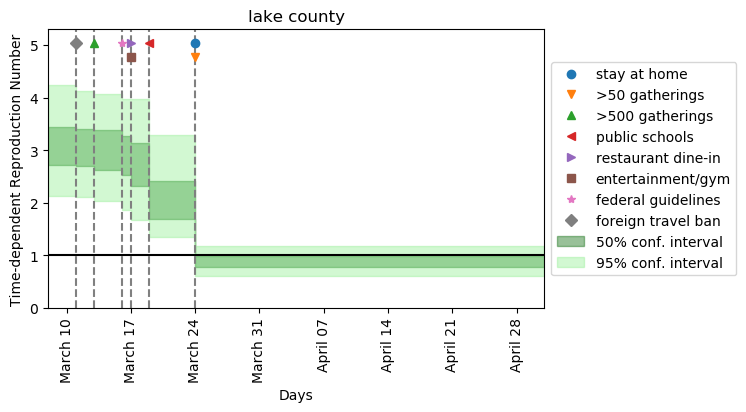 lake county
Time-dependent Reproduction Number
5
4
3
2
1
0
March 10
March 17
March 24
March 31
April 07
April 14
April 21
April 28
Days
stay at home
>50 gatherings
>500 gatherings
public schools
restaurant dine-in
entertainment/gym
federal guidelines
foreign travel ban
50% conf. interval
95% conf. interval